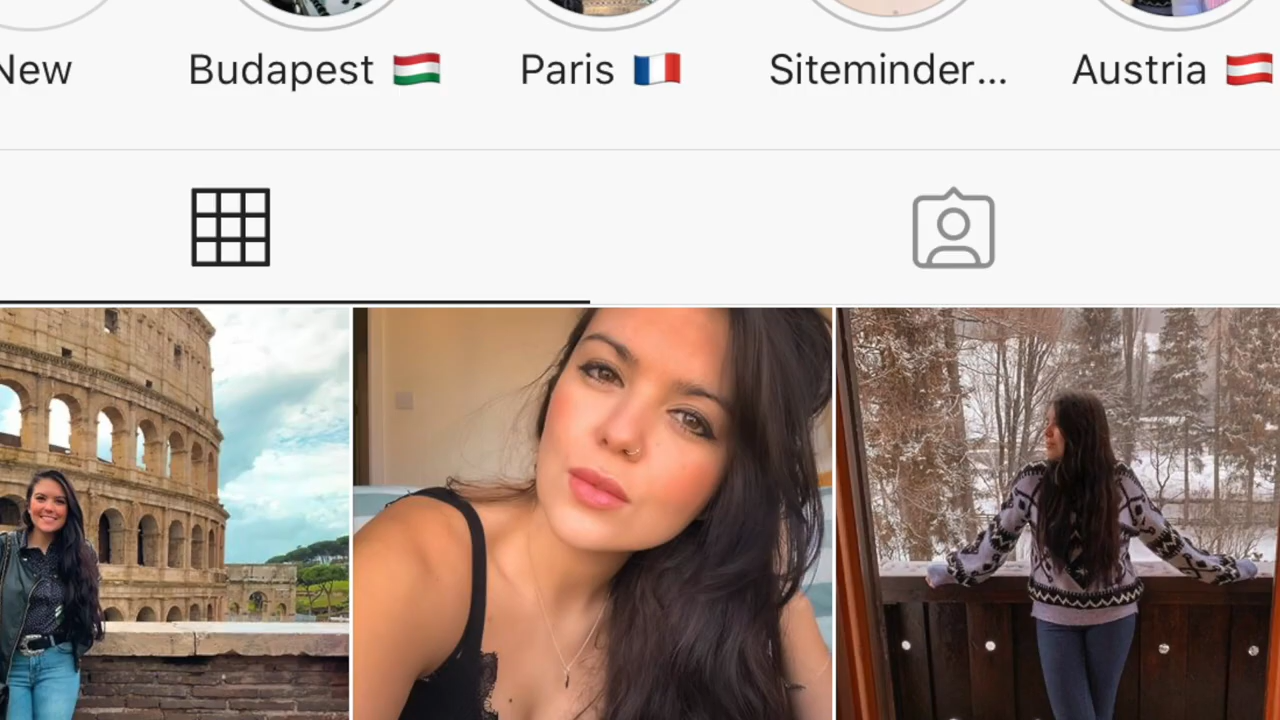 New
Budapest 🇭🇺
Paris 🇫🇷
Siteminder...
Austria 🇦🇹